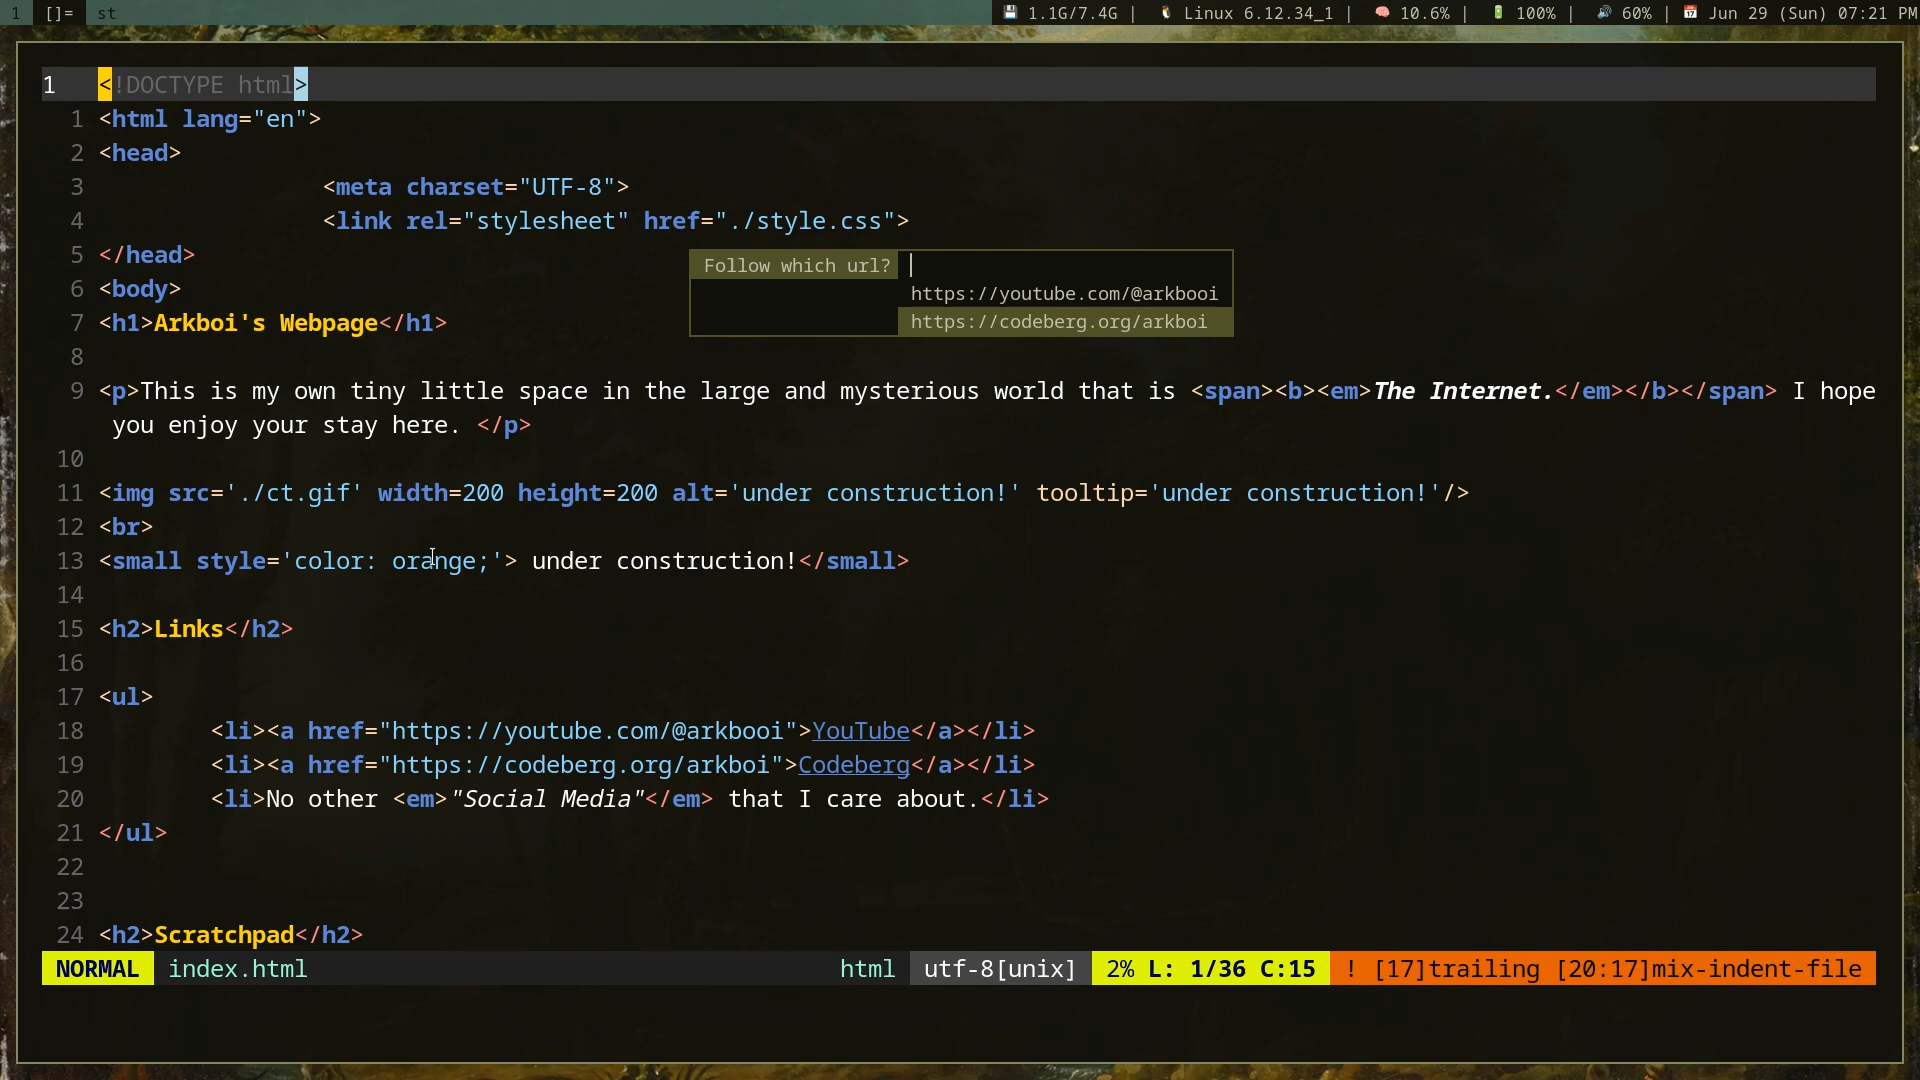 1 []= st 1.1G/7.4G | Linux 6.12.34_1 | 10.6% | 100% | 60% | Jun 29 (Sun) 07:21 PM
1 <!DOCTYPE html>
1 <html lang="en">
2 <head>
3 <meta charset="UTF-8">
4 <link rel="stylesheet" href="./style.css">
5 </head>
6 <body>
7 <h1>Arkboi's Webpage</h1>
8
9 <p>This is my own tiny little space in the large and mysterious world that is <span><b><em>The Internet.</em></b></span> I hope
you enjoy your stay here. </p>
10
11 <img src='./ct.gif' width=200 height=200 alt='under construction!' tooltip='under construction!'/>
12 <br>
13 <small style='color: orange;'> under construction!</small>
14
15 <h2>Links</h2>
16
17 <ul>
18 <li><a href="https://youtube.com/@arkbooi">YouTube</a></li>
19 <li><a href="https://codeberg.org/arkboi">Codeberg</a></li>
20 <li>No other <em>"Social Media"</em> that I care about.</li>
21 </ul>
22
23
24 <h2>Scratchpad</h2>
NORMAL index.html html utf-8[unix] 2% L: 1/36 C:15 ! [17]trailing [20:17]mix-indent-file
Follow which url?
https://youtube.com/@arkbooi
https://codeberg.org/arkboi